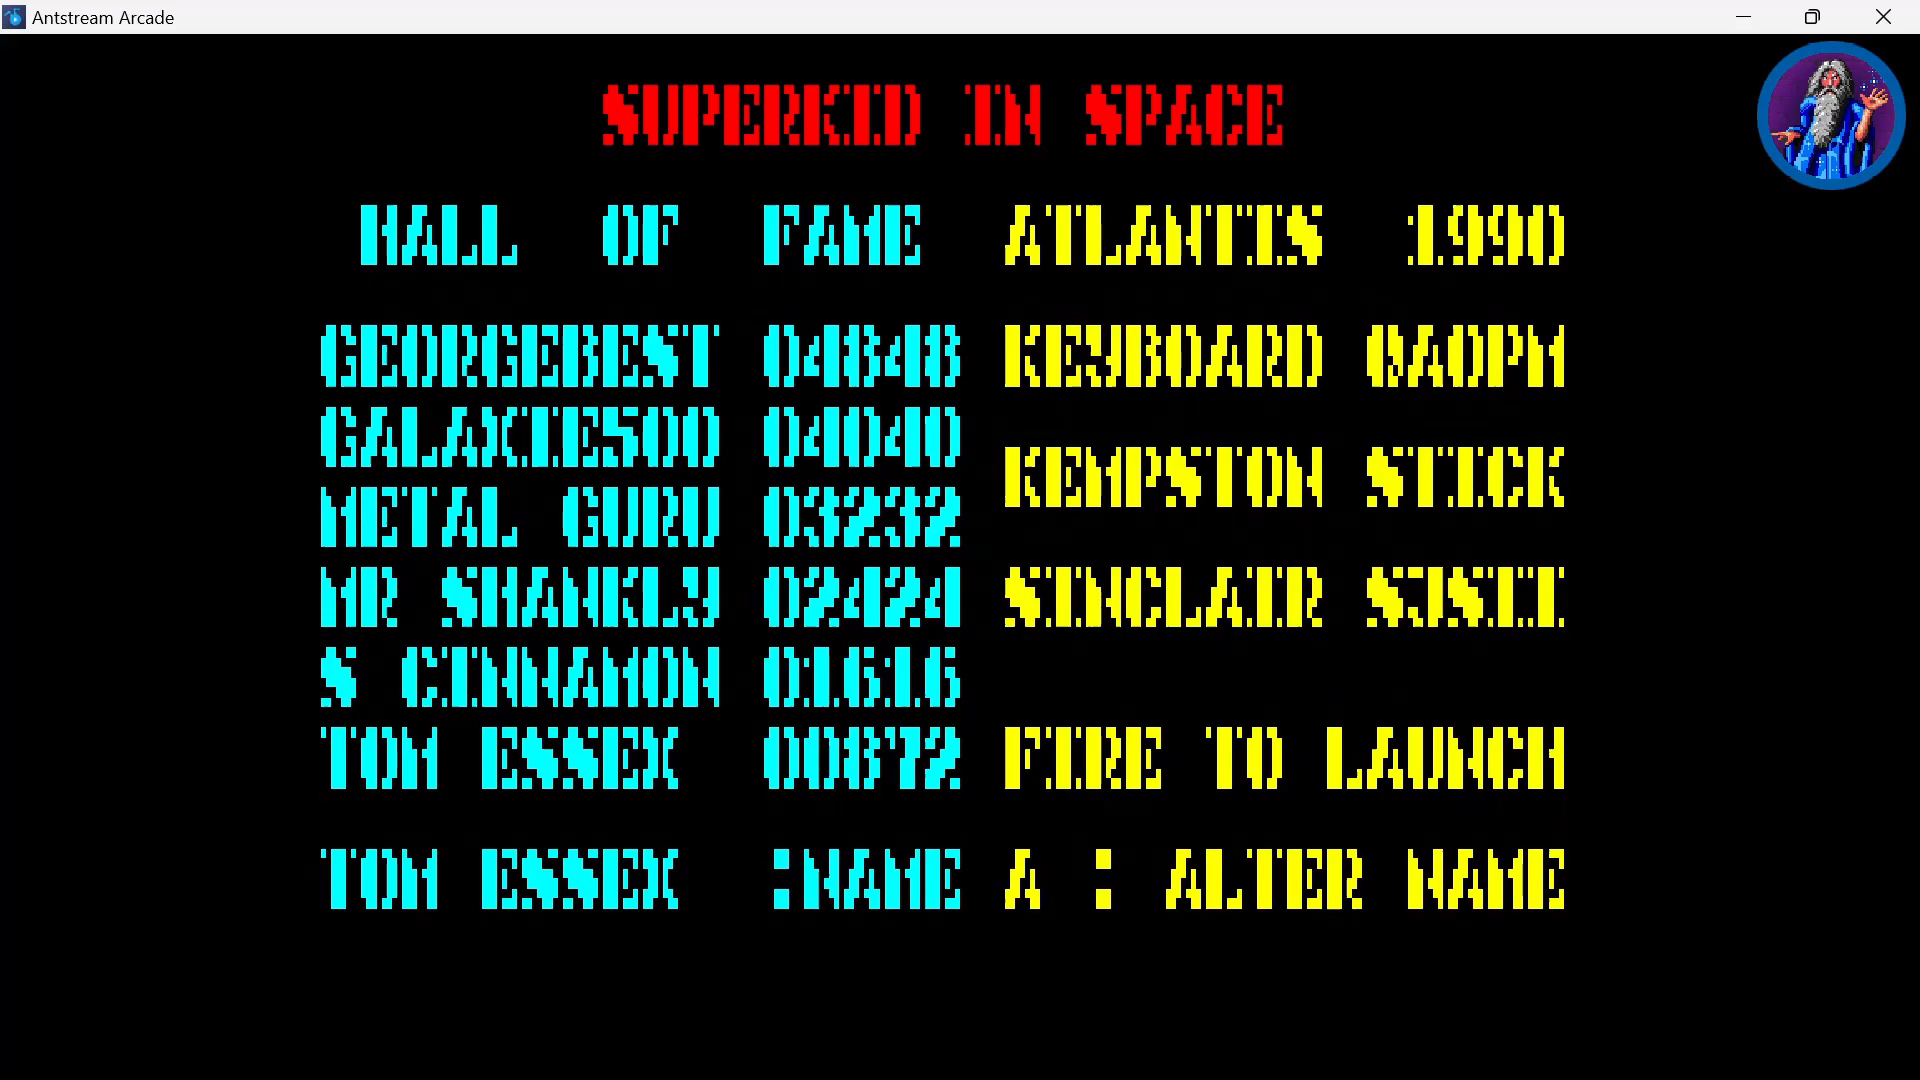 Antstream Arcade
SUPERKID IN SPACE
HALL OF FAME ATLANTIS 1990
GEORGEBEST 04848 KEYBOARD QAOPM
GALAXIE500 04040
KEMPSTON STICK
METAL GURU 03232
MR SHANKLY 02424 SINCLAIR SJSII
S CINNAMON 01616
TOM ESSEX 00872 FIRE TO LAUNCH
TOM ESSEX :NAME A : ALTER NAME